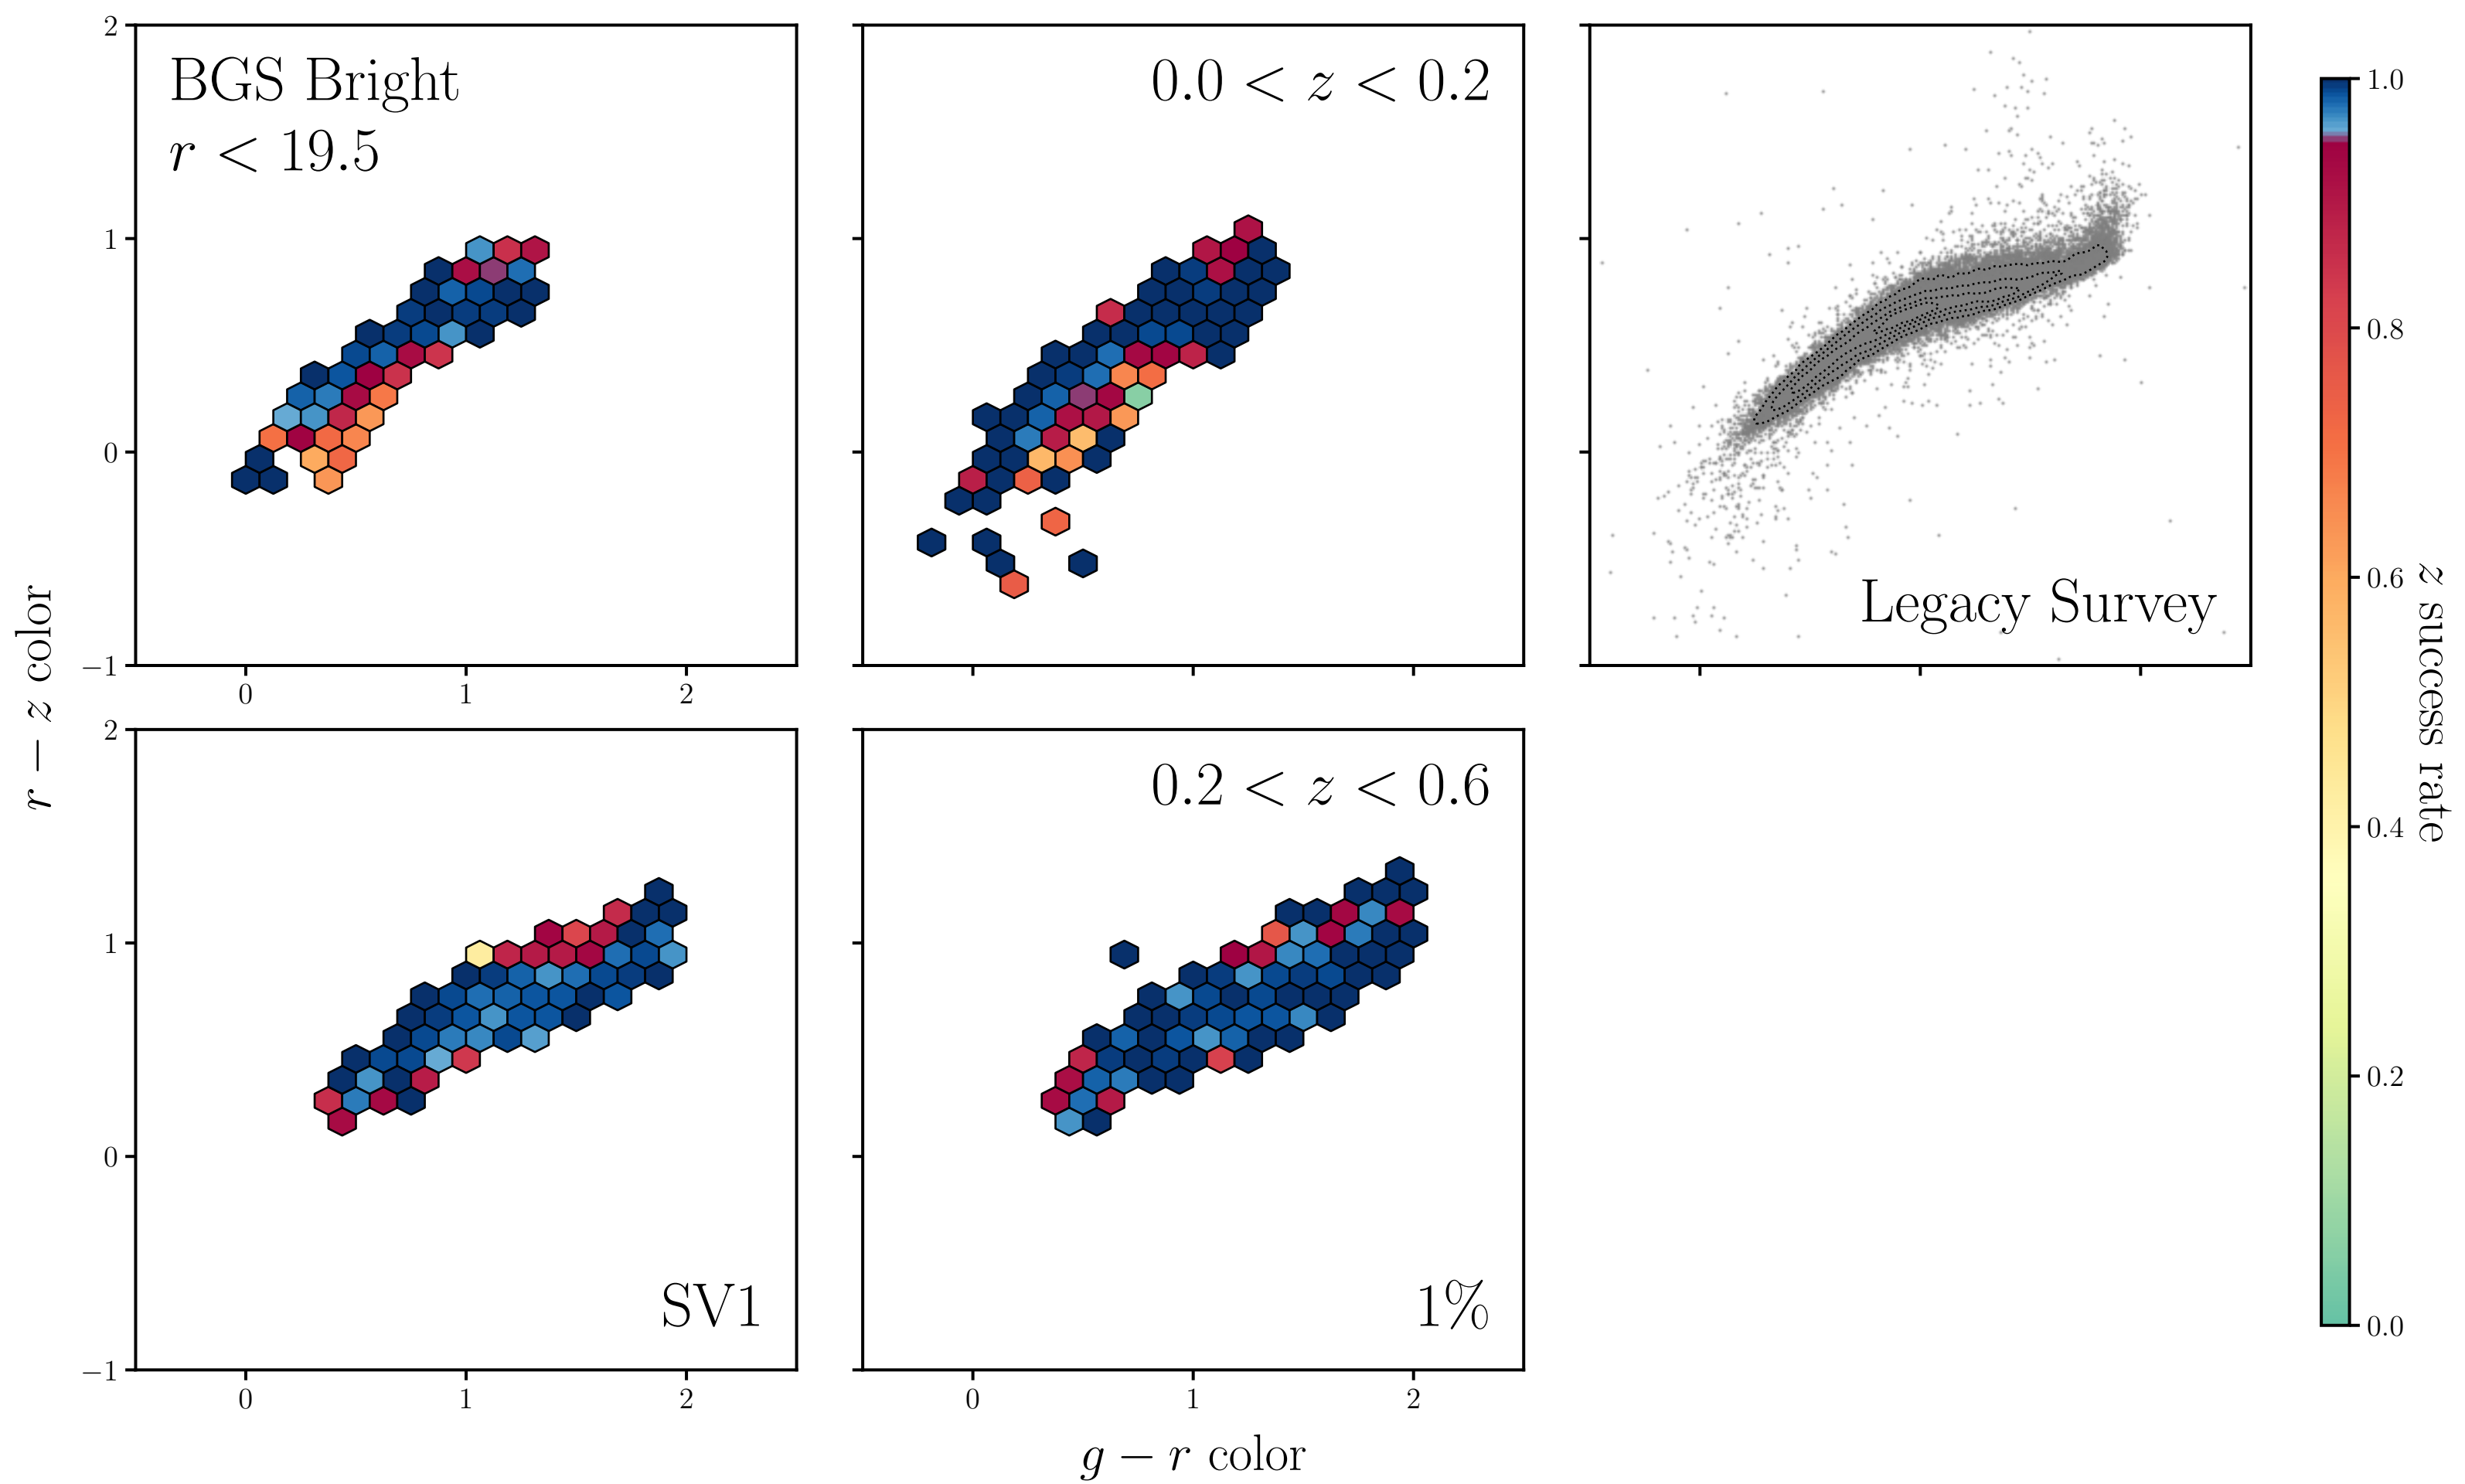 BGS Bright
r < 19.5
0.0 < z < 0.2
Legacy Survey
2
1
0
−1
0
1
2
0.2 < z < 0.6
SV1
1%
2
1
0
−1
0
1
2
0
1
2
r − z color
g − r color
1.0
0.8
0.6
0.4
0.2
0.0
z success rate